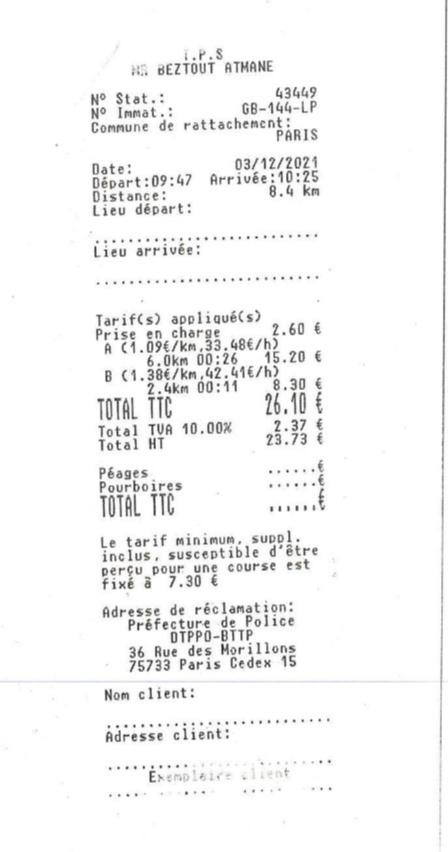 T.P.S
MR BEZTOUT ATMANE
N° Stat.: 43449
N° Immat.: GB-144-LP
Commune de rattachement:
PARIS
Date: 03/12/2021
Départ:09:47 Arrivée:10:25
Distance: 8.4 km
Lieu départ:
..........................
Lieu arrivée:
..........................
Tarif(s) appliqué(s)
Prise en charge 2.60 €
A (1.09€/km,33.48€/h)
6.0km 00:26 15.20 €
B (1.38€/km,42.41€/h)
2.4km 00:11 8.30 €
TOTAL TTC 26.10 €
Total TVA 10.00% 2.37 €
Total HT 23.73 €
Péages ......€
Pourboires ......€
TOTAL TTC ......€
Le tarif minimum, suppl.
inclus, susceptible d'être
perçu pour une course est
fixé à 7.30 €
Adresse de réclamation:
Préfecture de Police
DTPPO-BTTP
36 Rue des Morillons
75733 Paris Cedex 15
Nom client:
..........................
Adresse client:
..........................
Exemplaire client
..........................